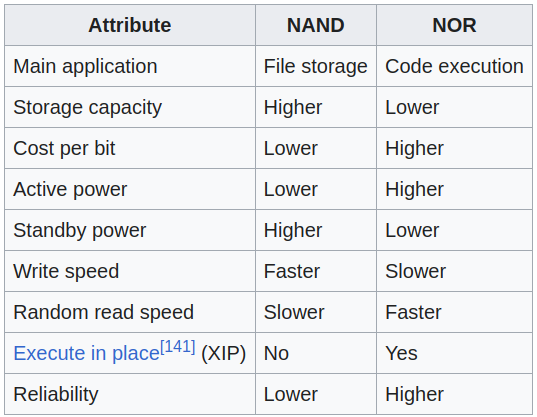 Attribute NAND NOR
Main application File storage Code execution
Storage capacity Higher Lower
Cost per bit Lower Higher
Active power Lower Higher
Standby power Higher Lower
Write speed Faster Slower
Random read speed Slower Faster
Execute in place[141] (XIP) No Yes
Reliability Lower Higher